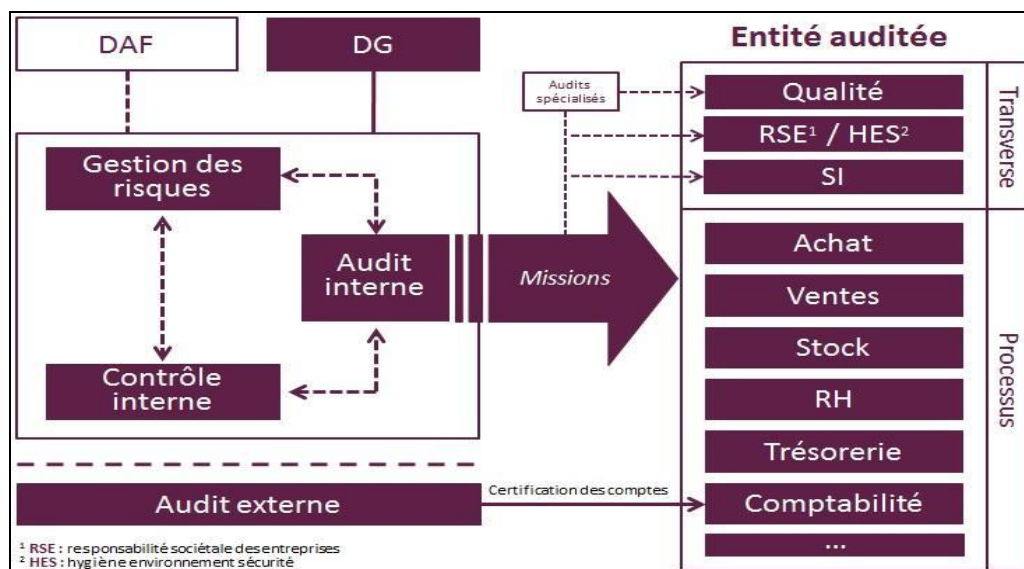 DAF
DG
Entité auditée
Audits
spécialisés
Qualité
RSE¹ / HES²
SI
Transverse
Gestion des
risques
Audit
interne
Contrôle
interne
Missions
Achat
Ventes
Stock
RH
Trésorerie
Comptabilité
...
Processus
Audit externe
Certification des comptes
¹ RSE : responsabilité sociétale des entreprises
² HES : hygiène environnement sécurité